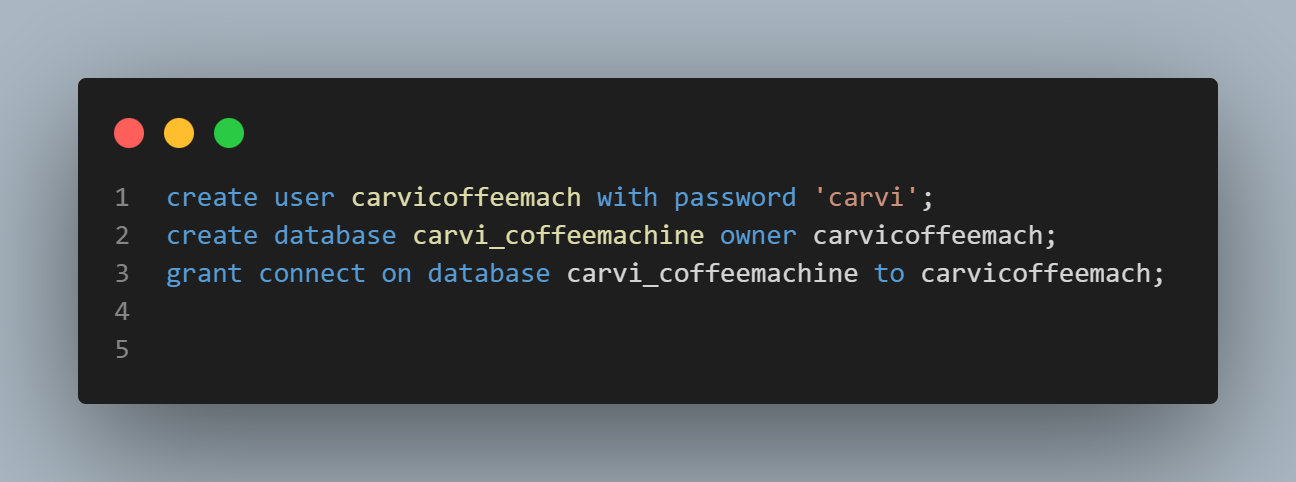 1 create user carvicoffeemach with password 'carvi';
2 create database carvi_coffeemachine owner carvicoffeemach;
3 grant connect on database carvi_coffeemachine to carvicoffeemach;
4
5